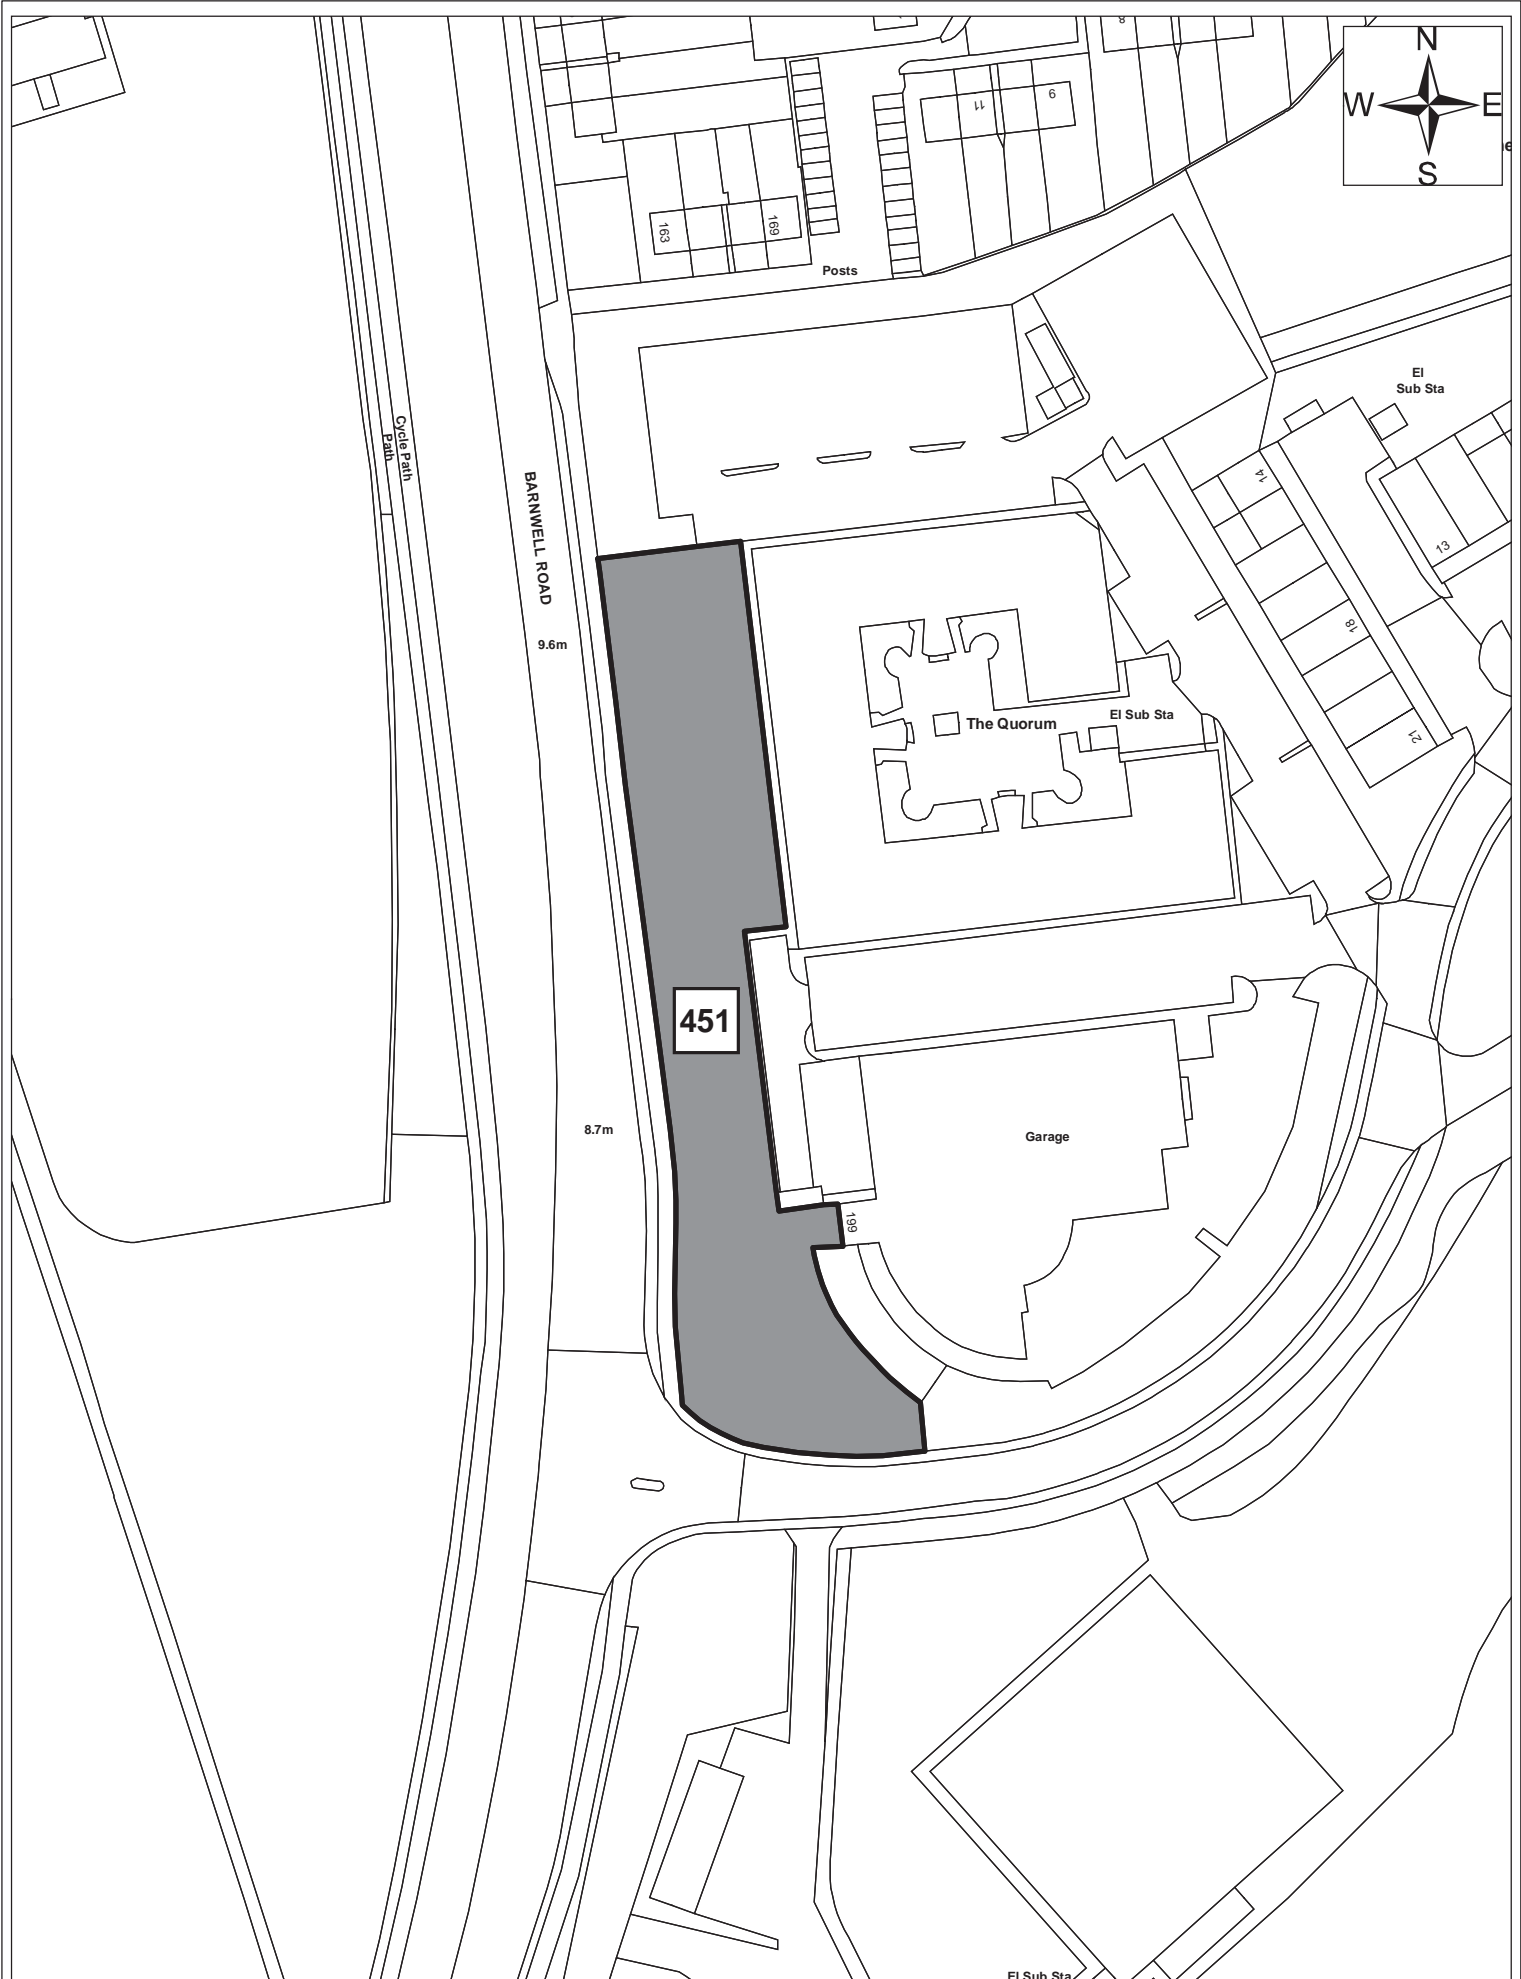 8
N
W E
S
11
9
163
169
Posts
El
Sub Sta
Cycle Path
Path
14
BARNWELL ROAD
13
18
9.6m
The Quorum
El Sub Sta
21
451
8.7m
Garage
199
El Sub Sta